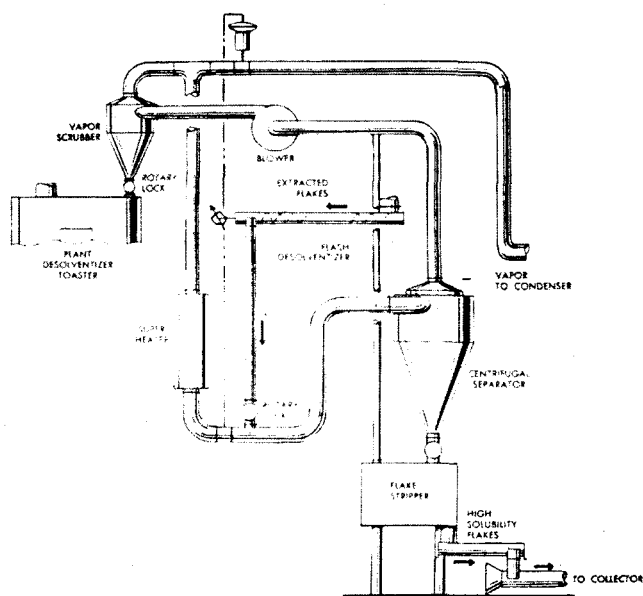 VAPOR
SCRUBBER
ROTARY
LOCK
PLANT
DESOLVENTIZER
TOASTER
BLOWER
EXTRACTED
FLAKES
FLASH
DESOLVENTIZER
VAPOR
TO CONDENSER
SUPER
HEATER
CENTRIFUGAL
SEPARATOR
ROTARY
FLAKE
STRIPPER
HIGH
SOLUBILITY
FLAKES
TO COLLECTOR